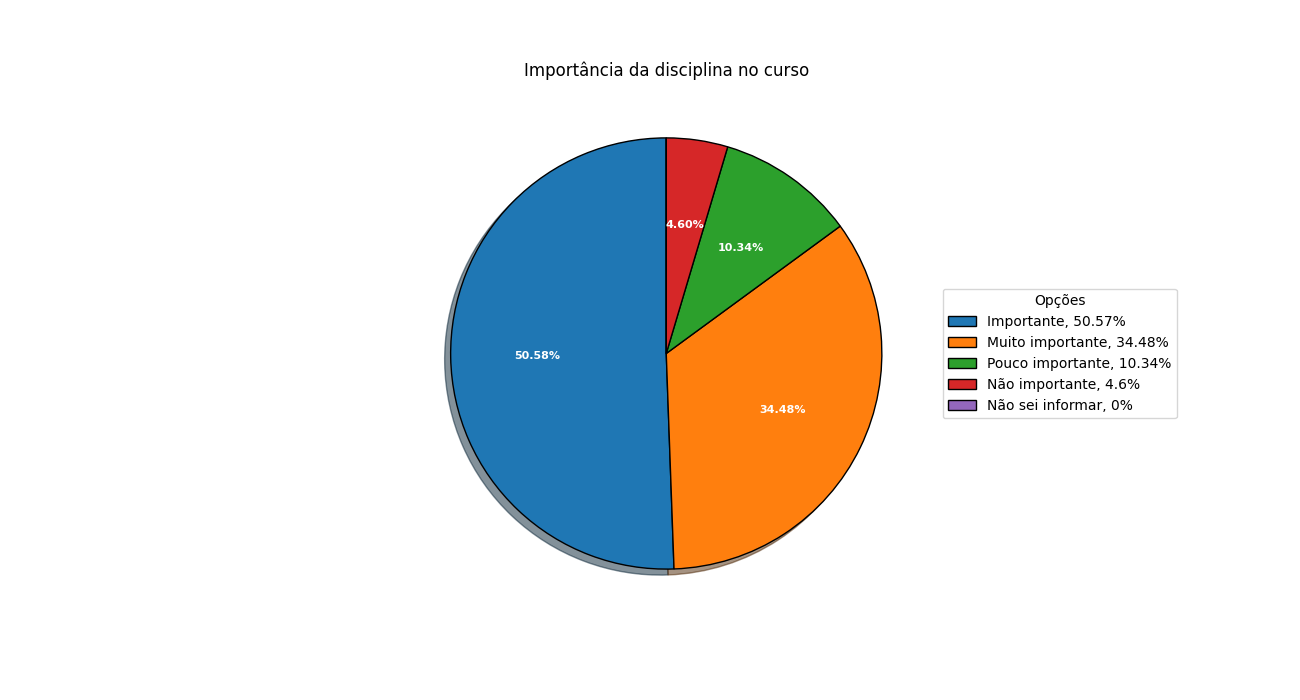 Importância da disciplina no curso
4.60%
10.34%
50.58%
34.48%
Opções
Importante, 50.57%
Muito importante, 34.48%
Pouco importante, 10.34%
Não importante, 4.6%
Não sei informar, 0%